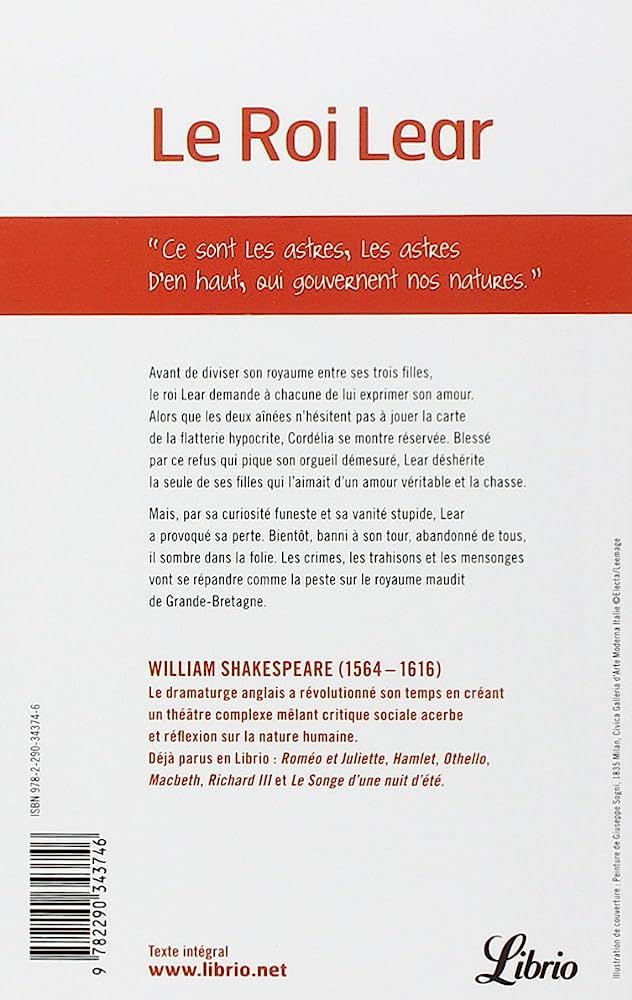 Le Roi Lear
“Ce sont les astres, les astres
D'en haut, qui gouvernent nos natures.”
Avant de diviser son royaume entre ses trois filles,
le roi Lear demande à chacune de lui exprimer son amour.
Alors que les deux aînées n'hésitent pas à jouer la carte
de la flatterie hypocrite, Cordélia se montre réservée. Blessé
par ce refus qui pique son orgueil démesuré, Lear déshérite
la seule de ses filles qui l'aimait d'un amour véritable et la chasse.
Mais, par sa curiosité funeste et sa vanité stupide, Lear
a provoqué sa perte. Bientôt, banni à son tour, abandonné de tous,
il sombre dans la folie. Les crimes, les trahisons et les mensonges
vont se répandre comme la peste sur le royaume maudit
de Grande-Bretagne.
WILLIAM SHAKESPEARE (1564 – 1616)
Le dramaturge anglais a révolutionné son temps en créant
un théâtre complexe mêlant critique sociale acerbe
et réflexion sur la nature humaine.
Déjà parus en Librio : Roméo et Juliette, Hamlet, Othello,
Macbeth, Richard III et Le Songe d'une nuit d'été.
ISBN 978-2-290-34374-6
9 782290 343746
Texte intégral
www.librio.net
Librio
Illustration de couverture : Peinture de Giuseppe Sogni, 1835 Milan, Civica Galleria d'Arte Moderna Italie ©Electa/Leemage